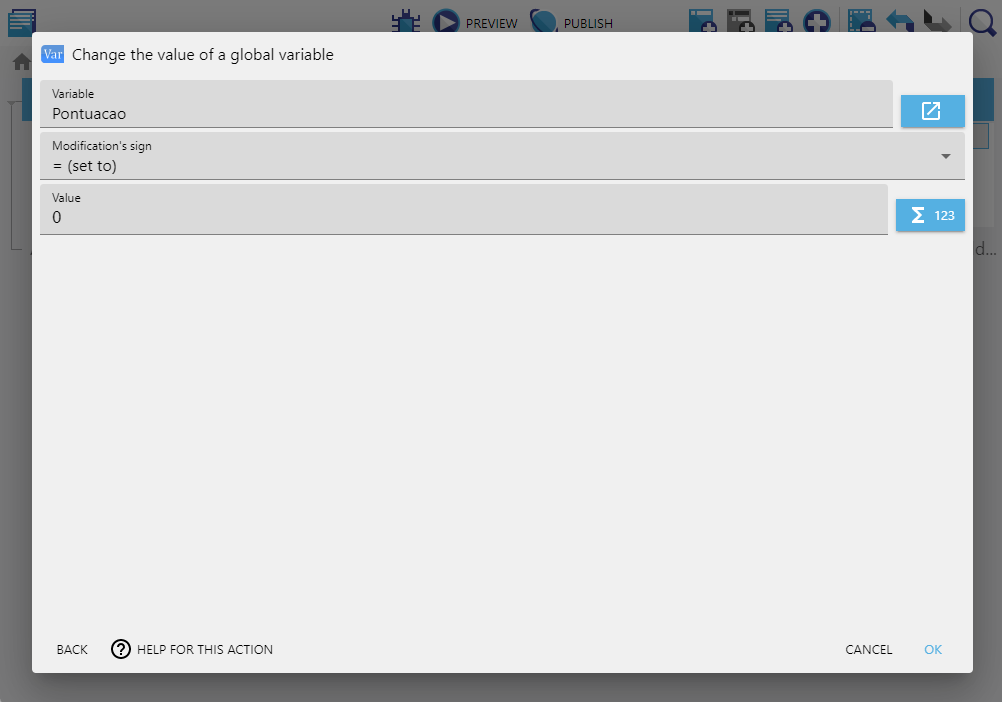 PREVIEW
PUBLISH
Var Change the value of a global variable
Variable
Pontuacao
Modification's sign
= (set to)
Value
0
Σ 123
d...
BACK
? HELP FOR THIS ACTION
CANCEL
OK